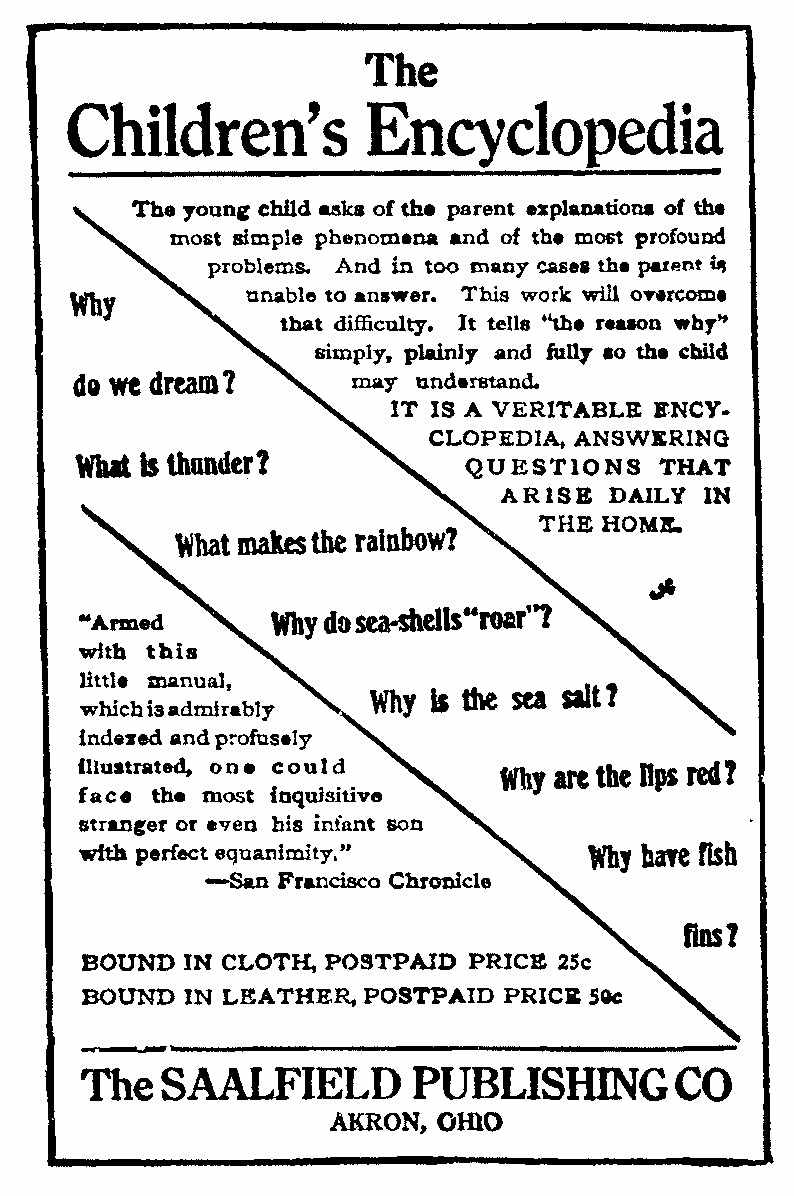 The
Children's Encyclopedia
The young child asks of the parent explanations of the
most simple phenomena and of the most profound
problems. And in too many cases the parent is
unable to answer. This work will overcome
that difficulty. It tells "the reason why"
simply, plainly and fully so the child
may understand.
IT IS A VERITABLE ENCY-
CLOPEDIA, ANSWERING
QUESTIONS THAT
ARISE DAILY IN
THE HOME.
Why
do we dream?
What is thunder?
What makes the rainbow?
Why do sea-shells "roar"?
Why is the sea salt?
Why are the lips red?
Why have fish
fins?
"Armed
with this
little manual,
which is admirably
indexed and profusely
illustrated, one could
face the most inquisitive
stranger or even his infant son
with perfect equanimity."
—San Francisco Chronicle
BOUND IN CLOTH, POSTPAID PRICE 25c
BOUND IN LEATHER, POSTPAID PRICE 50c
The SAALFIELD PUBLISHING CO
AKRON, OHIO